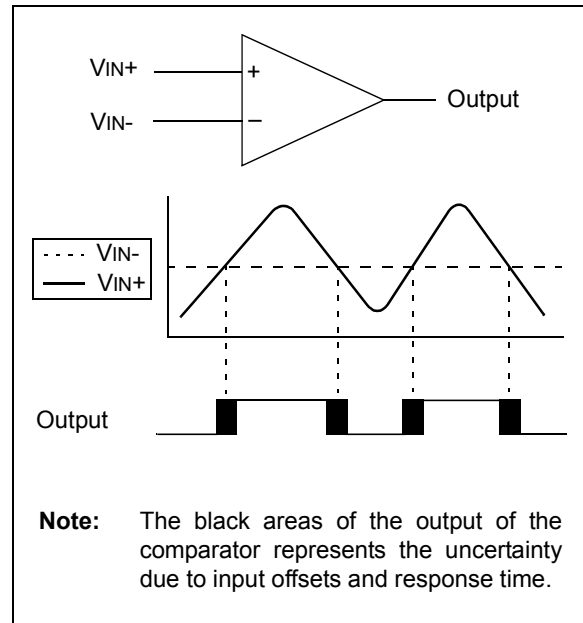 VIN+
+
Output
VIN-
–
VIN-
VIN+
Output
Note: The black areas of the output of the
comparator represents the uncertainty
due to input offsets and response time.